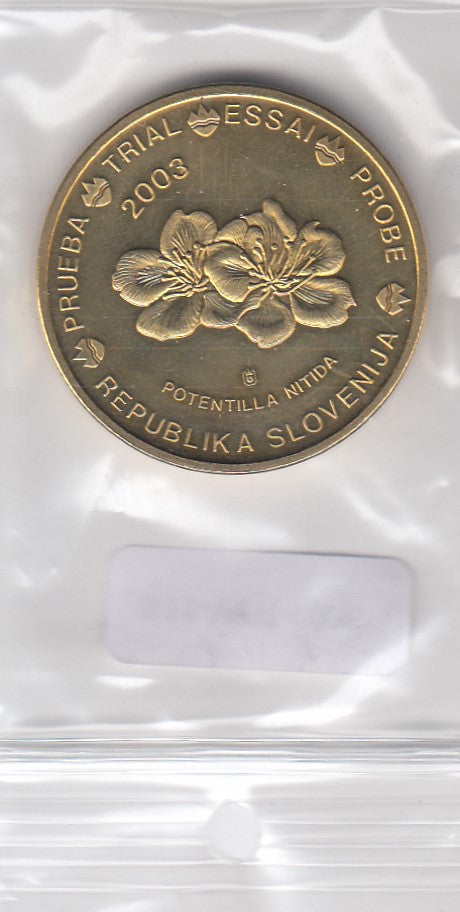 PRUEBA TRIAL ESSAI PROBE
2003
POTENTILLA NITIDA
REPUBLIKA SLOVENIJA